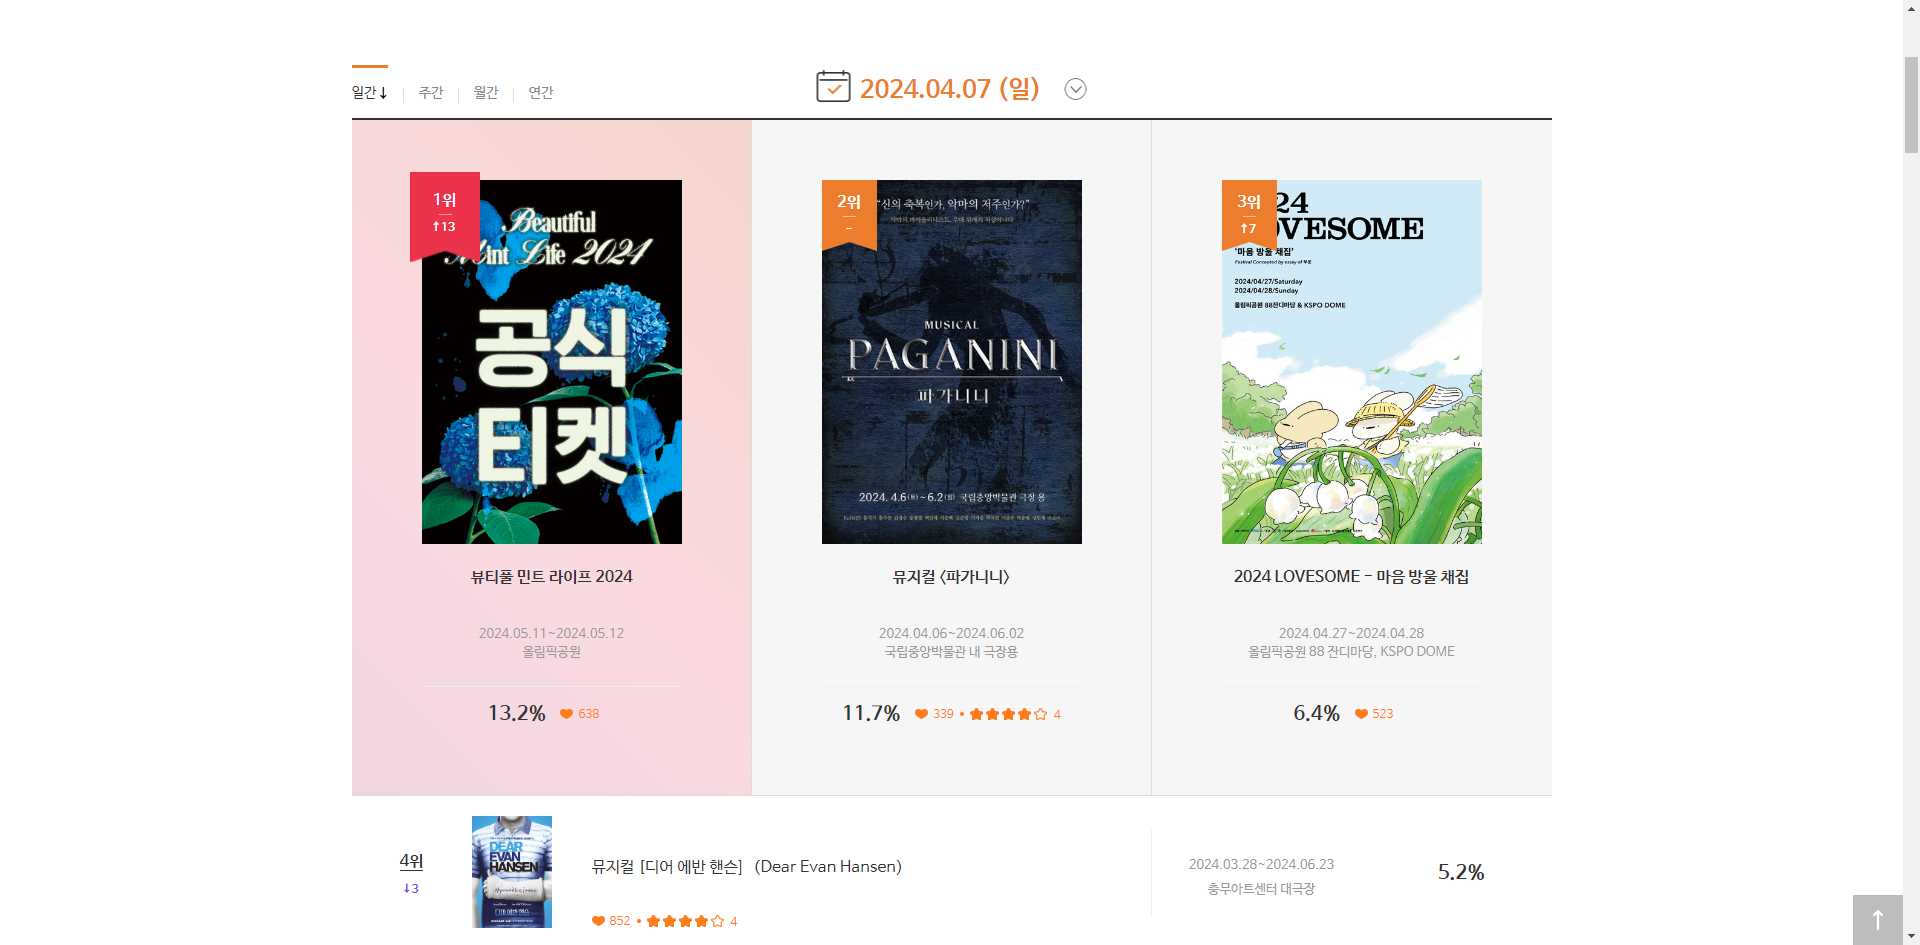 일간↓
주간
월간
연간
2024.04.07 (일)
1위
↑13
Beautiful
Mint Life 2024
공식
티켓
뷰티풀 민트 라이프 2024
2024.05.11~2024.05.12
올림픽공원
13.2%
638
2위
-
"신의 축복인가, 악마의 저주인가?"
MUSICAL
PAGANINI
파가니니
2024. 4.6(토) ~ 6.2(일) 국립중앙박물관 극장 용
뮤지컬 〈파가니니〉
2024.04.06~2024.06.02
국립중앙박물관 내 극장용
11.7%
339 • 4
3위
↑7
24
OVESOME
'마음 방울 채집'
2024/04/27/Saturday
2024/04/28/Sunday
올림픽공원 88잔디마당 & KSPO DOME
2024 LOVESOME - 마음 방울 채집
2024.04.27~2024.04.28
올림픽공원 88 잔디마당, KSPO DOME
6.4%
523
4위
↓3
DEAR
EVAN
HANSEN
뮤지컬 [디어 에반 핸슨] (Dear Evan Hansen)
852 • 4
2024.03.28~2024.06.23
충무아트센터 대극장
5.2%
↑